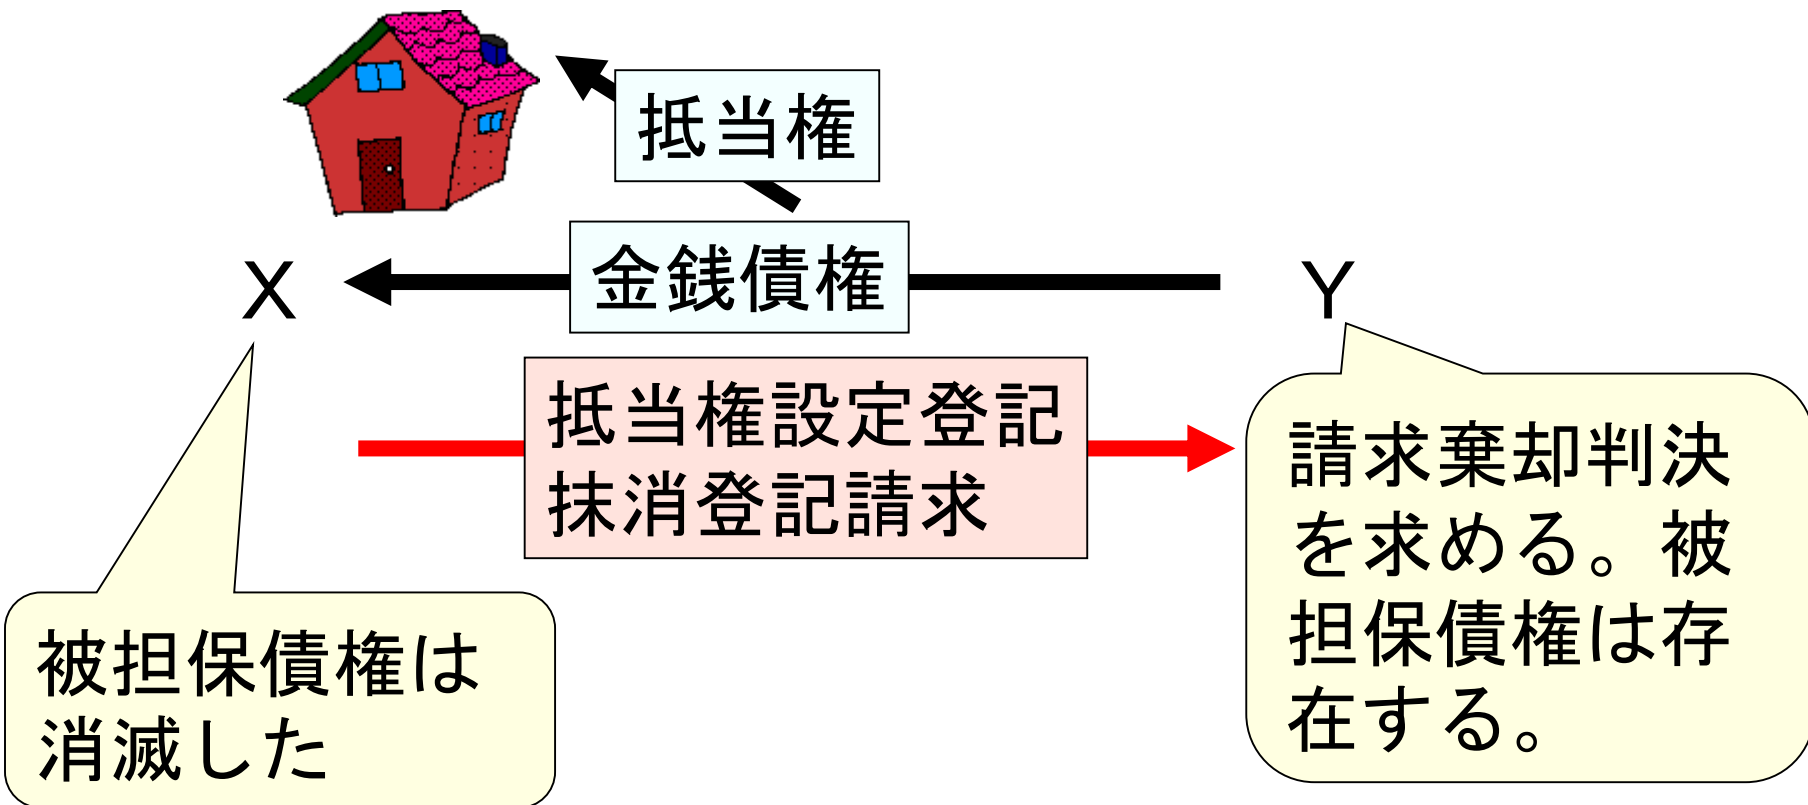 抵当権
金銭債権
X
Y
抵当権設定登記
抹消登記請求
請求棄却判決
を求める。被
担保債権は存
在する。
被担保債権は
消滅した